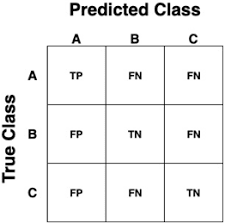 Predicted Class
A B C
True Class
A TP FN FN
B FP TN FN
C FP FN TN